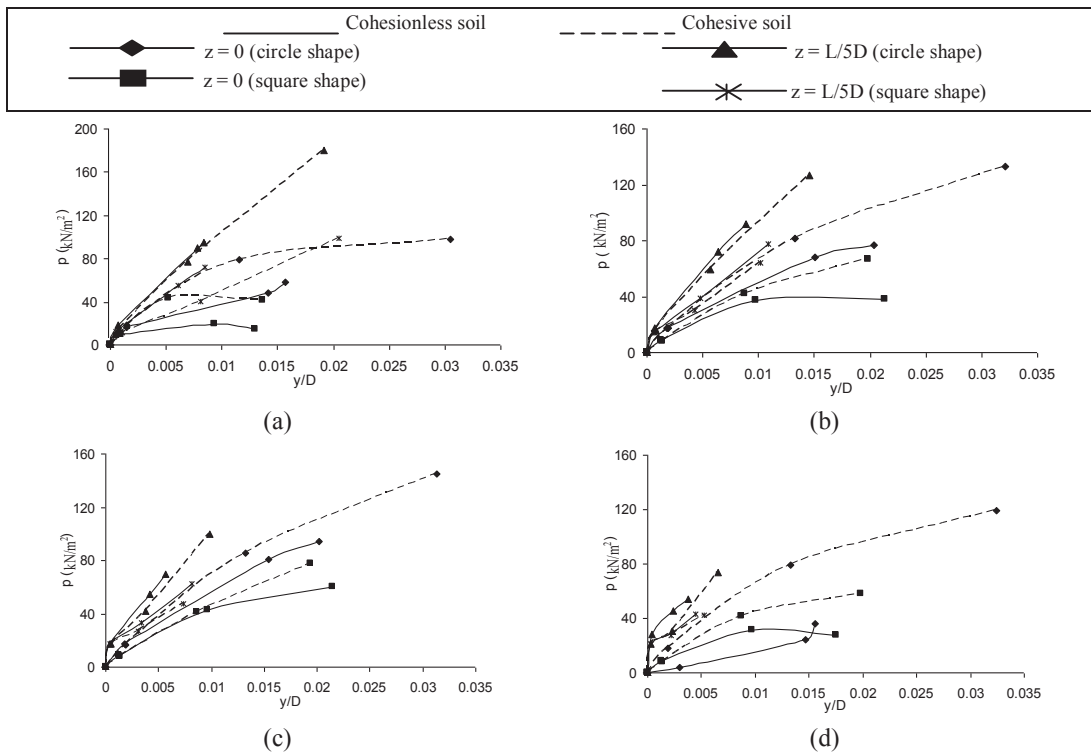 Cohesionless soil Cohesive soil
z = 0 (circle shape) z = L/5D (circle shape)
z = 0 (square shape) z = L/5D (square shape)
p (kN/m²)
200
160
120
80
40
0
0 0.005 0.01 0.015 0.02 0.025 0.03 0.035
y/D
(a)
p (kN/m²)
160
120
80
40
0
0 0.005 0.01 0.015 0.02 0.025 0.03 0.035
y/D
(b)
p (kN/m²)
200
160
120
80
40
0
0 0.005 0.01 0.015 0.02 0.025 0.03 0.035
y/D
(c)
p (kN/m²)
200
160
120
80
40
0
0 0.005 0.01 0.015 0.02 0.025 0.03 0.035
y/D
(d)